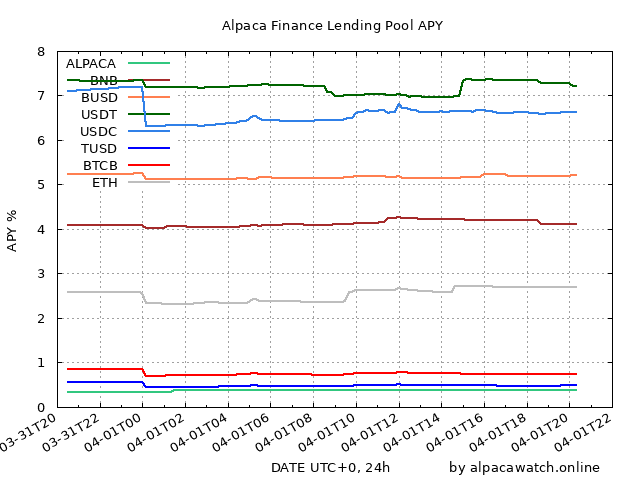 Alpaca Finance Lending Pool APY
8
7
6
5
4
3
2
1
0
APY %
ALPACA
BNB
BUSD
USDT
USDC
TUSD
BTCB
ETH
03-31T20
03-31T22
04-01T00
04-01T02
04-01T04
04-01T06
04-01T08
04-01T10
04-01T12
04-01T14
04-01T16
04-01T18
04-01T20
04-01T22
DATE UTC+0, 24h
by alpacawatch.online